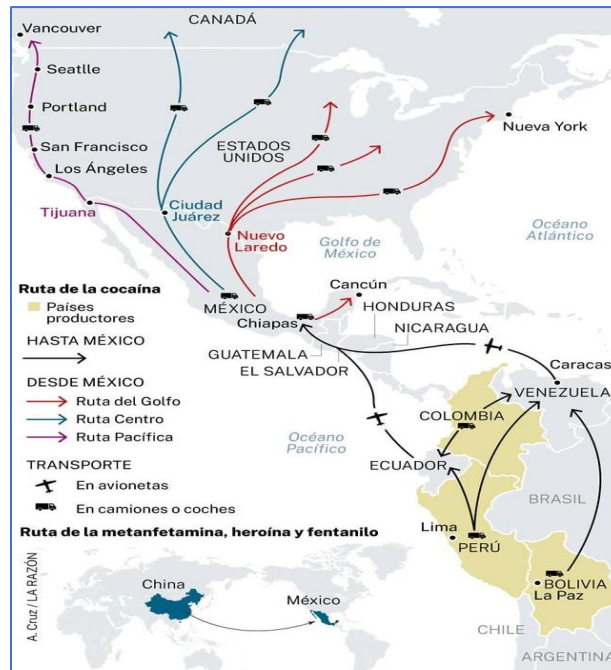 CANADÁ
Vancouver
Seatlle
Portland
San Francisco
Los Ángeles
Tijuana
Ciudad
Juárez
ESTADOS
UNIDOS
Nueva York
Nuevo
Laredo
Golfo de
México
Océano
Atlántico
Cancún
MÉXICO
Chiapas
HONDURAS
NICARAGUA
GUATEMALA
EL SALVADOR
Caracas
VENEZUELA
COLOMBIA
Océano
Pacífico
ECUADOR
BRASIL
Lima
PERÚ
BOLIVIA
La Paz
CHILE
ARGENTINA
Ruta de la cocaína
Países
productores
HASTA MÉXICO
DESDE MÉXICO
Ruta del Golfo
Ruta Centro
Ruta Pacífica
TRANSPORTE
En avionetas
En camiones o coches
Ruta de la metanfetamina, heroína y fentanilo
China
México
A. Cruz / LA RAZÓN